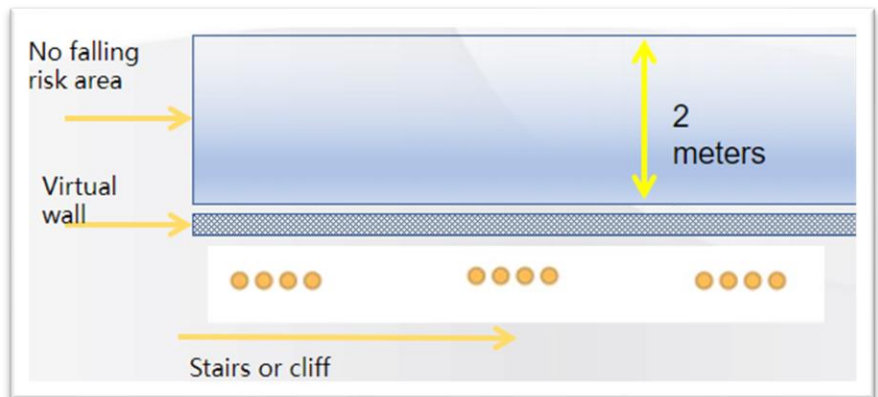 No falling
risk area
2
meters
Virtual
wall
Stairs or cliff